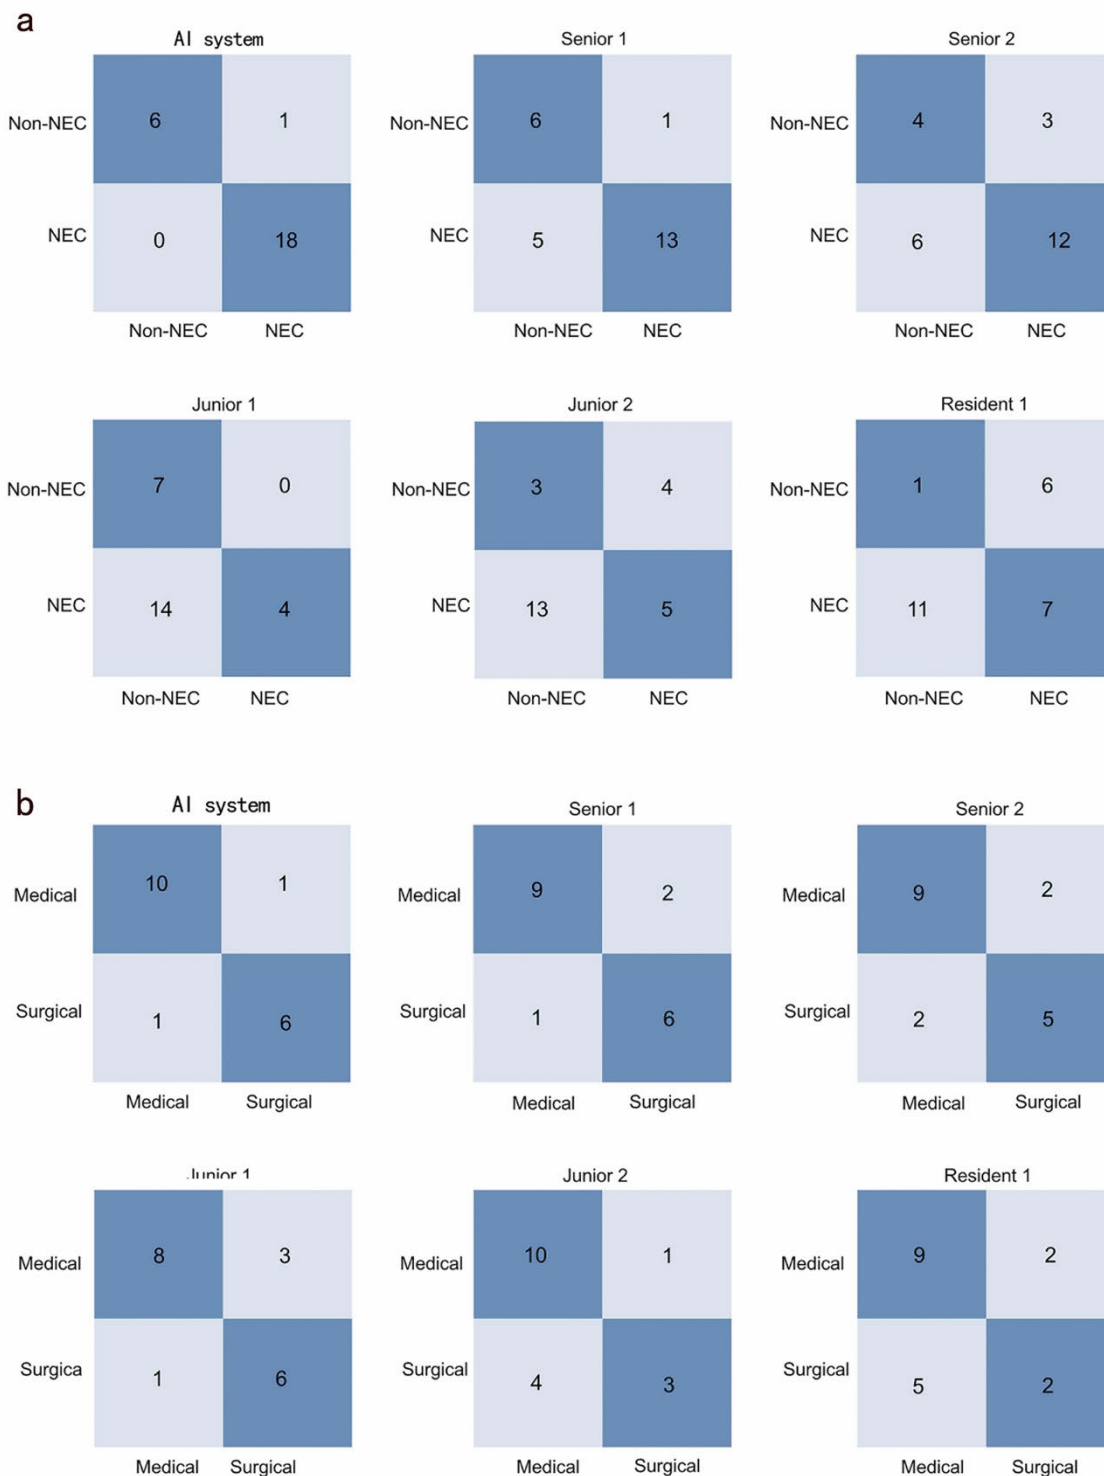 a
AI system
Senior 1
Senior 2
Non-NEC 6 1
NEC 0 18
Non-NEC NEC
Non-NEC 6 1
NEC 5 13
Non-NEC NEC
Non-NEC 4 3
NEC 6 12
Non-NEC NEC
Junior 1
Junior 2
Resident 1
Non-NEC 7 0
NEC 14 4
Non-NEC NEC
Non-NEC 3 4
NEC 13 5
Non-NEC NEC
Non-NEC 1 6
NEC 11 7
Non-NEC NEC
b
AI system
Senior 1
Senior 2
Medical 10 1
Surgical 1 6
Medical Surgical
Medical 9 2
Surgical 1 6
Medical Surgical
Medical 9 2
Surgical 2 5
Medical Surgical
Junior 1
Junior 2
Resident 1
Medical 8 3
Surgica 1 6
Medical Surgical
Medical 10 1
Surgical 4 3
Medical Surgical
Medical 9 2
Surgical 5 2
Medical Surgical